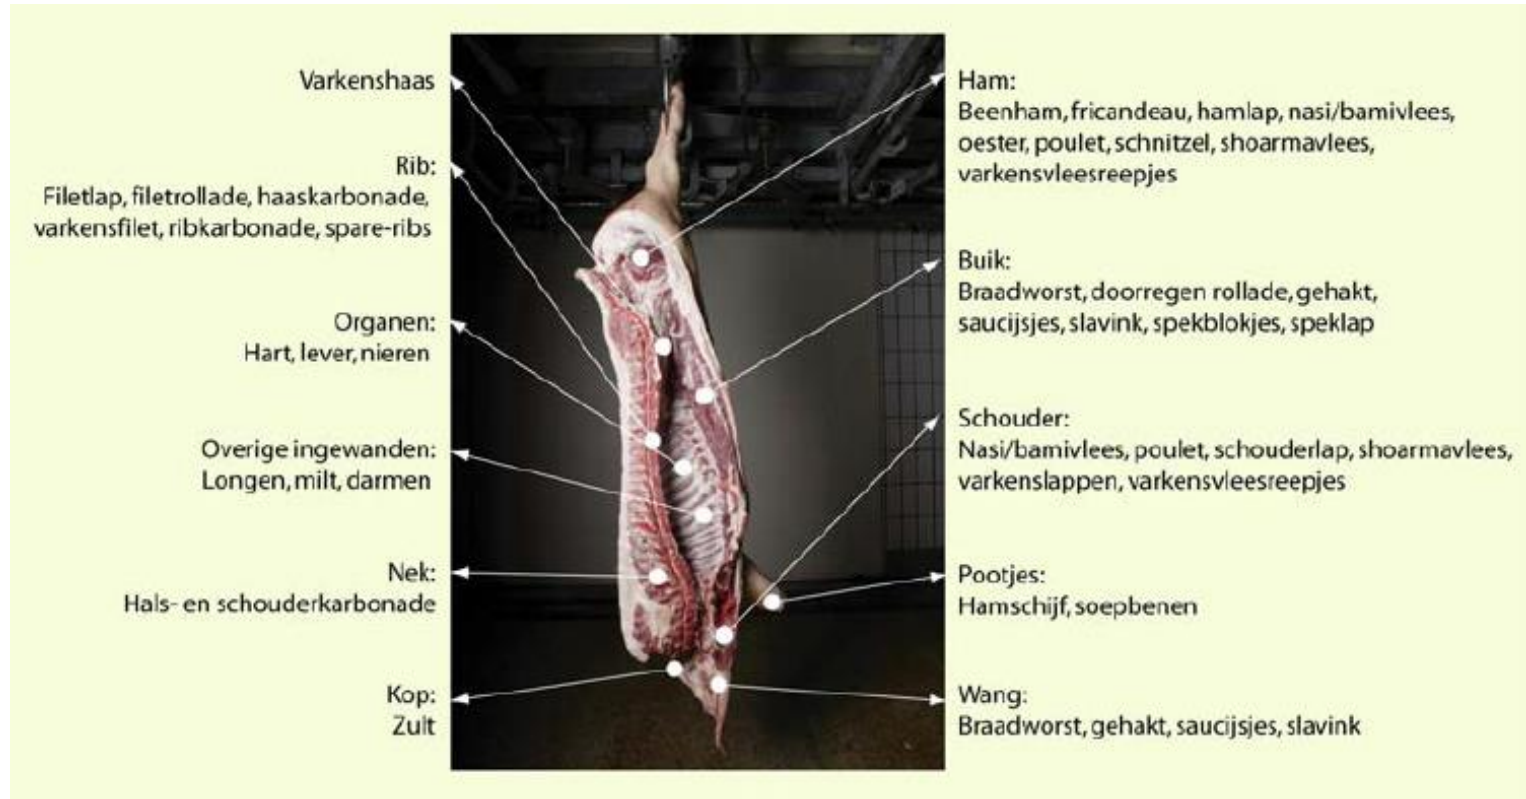 Varkenshaas
Rib:
Filetlap, filetrollade, haaskarbonade,
varkensfilet, ribkarbonade, spare-ribs
Organen:
Hart, lever, nieren
Overige ingewanden:
Longen, milt, darmen
Nek:
Hals- en schouderkarbonade
Kop:
Zult
Ham:
Beenham, fricandeau, hamlap, nasi/bamivlees,
oester, poulet, schnitzel, shoarmavlees,
varkensvleesreepjes
Buik:
Braadworst, doorregen rollade, gehakt,
saucijsjes, slavink, spekblokjes, speklap
Schouder:
Nasi/bamivlees, poulet, schouderlap, shoarmavlees,
varkenslappen, varkensvleesreepjes
Pootjes:
Hamschijf, soepbenen
Wang:
Braadworst, gehakt, saucijsjes, slavink